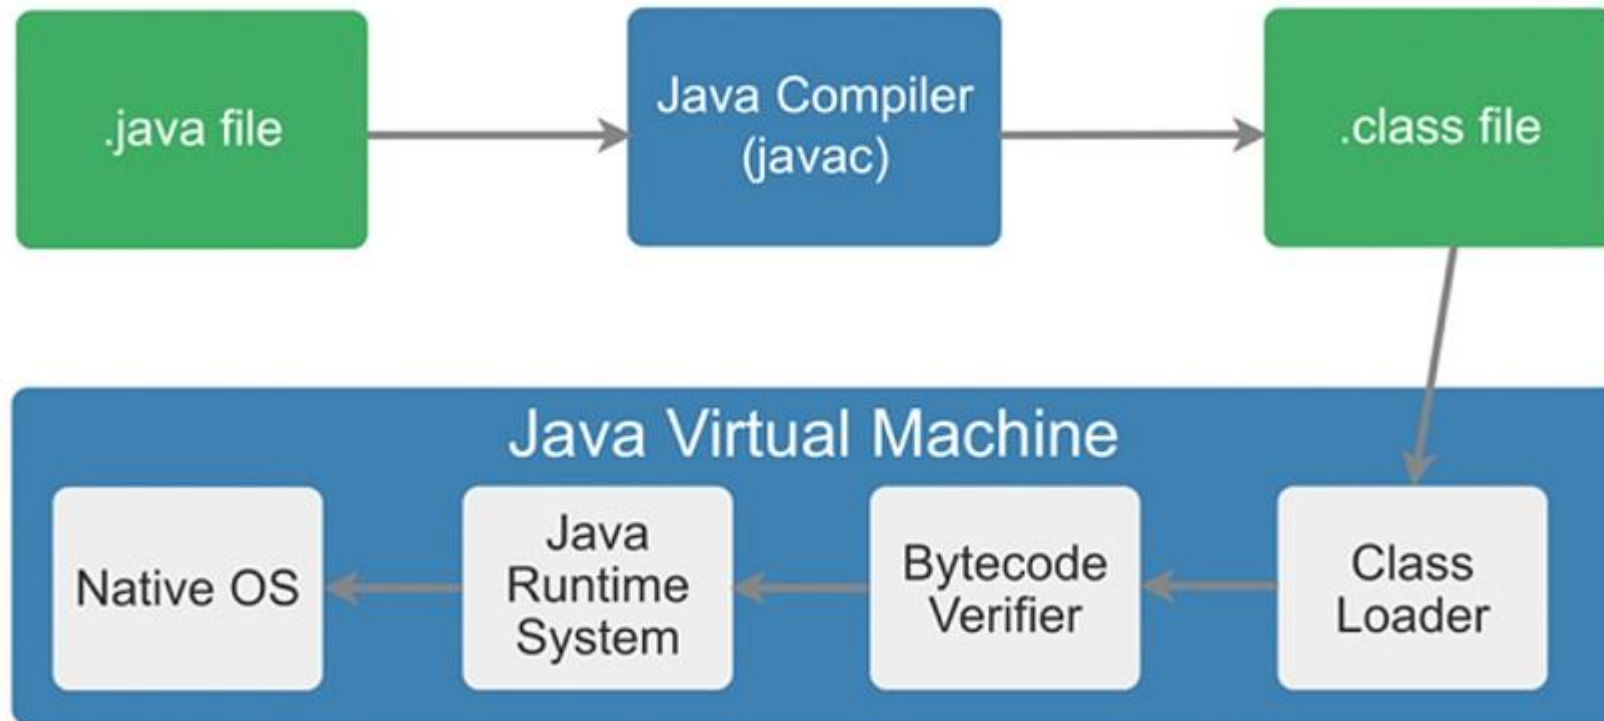 .java file
Java Compiler
(javac)
.class file
Java Virtual Machine
Native OS
Java
Runtime
System
Bytecode
Verifier
Class
Loader